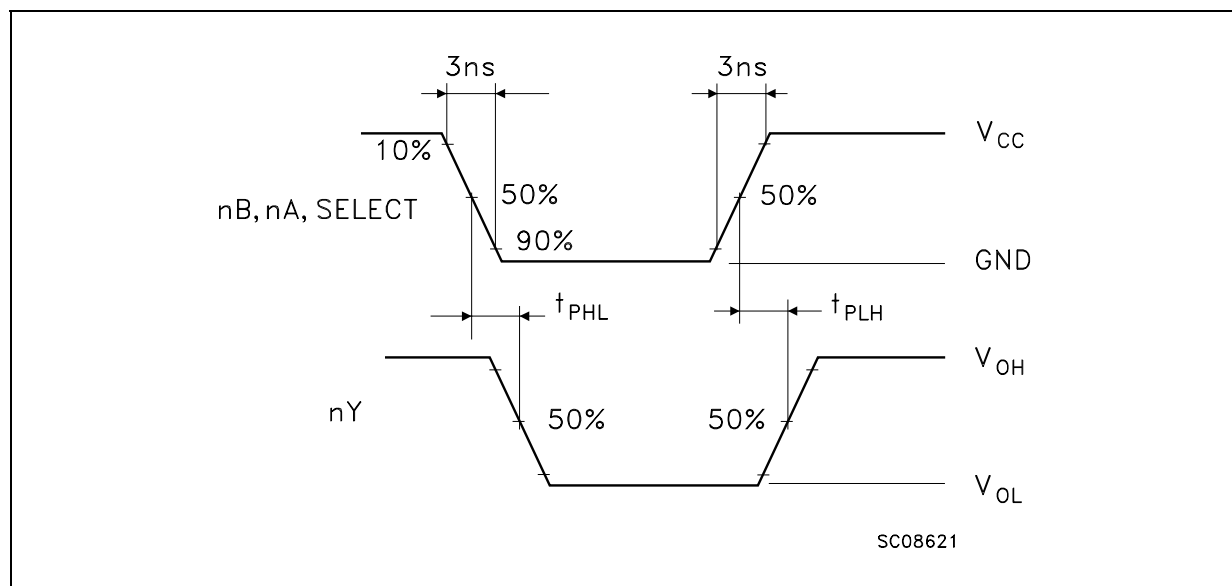 3ns 3ns
10% V_CC
nB, nA, SELECT 50% 50%
90%
GND
t_PHL t_PLH
V_OH
nY 50% 50%
V_OL
SC08621